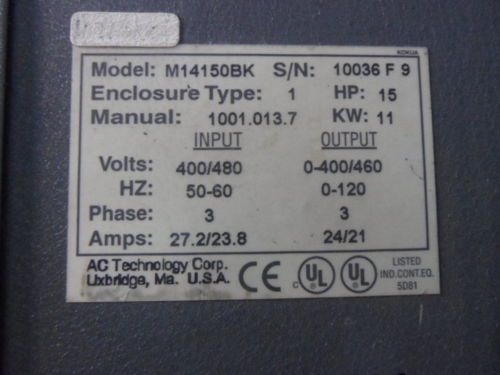 KOKUA
Model: M14150BK S/N: 10036 F 9
Enclosure Type: 1 HP: 15
Manual: 1001.013.7 KW: 11
INPUT OUTPUT
Volts: 400/480 0-400/460
HZ: 50-60 0-120
Phase: 3 3
Amps: 27.2/23.8 24/21
AC Technology Corp.
Uxbridge, Ma. U.S.A.
CE
C UL UL
LISTED
IND.CONT.EQ.
5D81